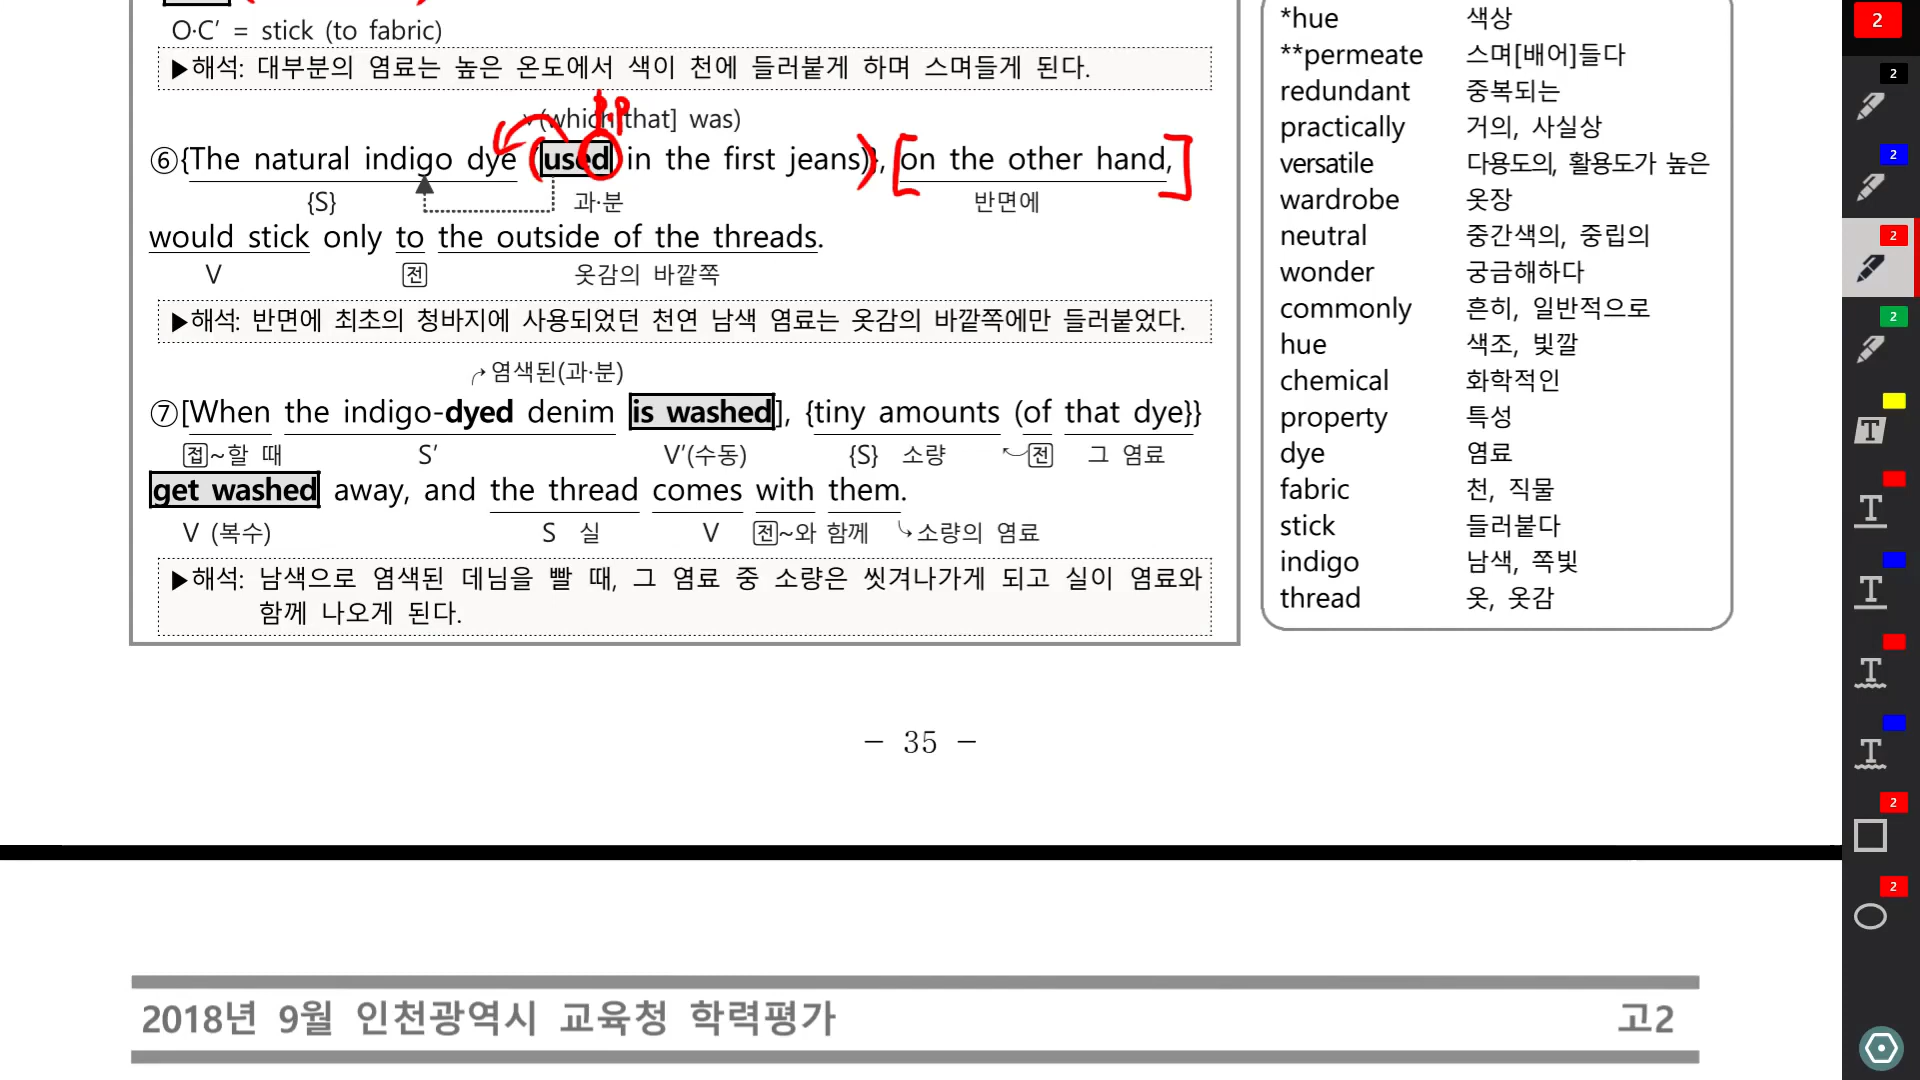 O·C′ = stick (to fabric)
▶해석: 대부분의 염료는 높은 온도에서 색이 천에 들러붙게 하며 스며들게 된다.
p.p
∨(which[that] was)
⑥{The natural indigo dye (used in the first jeans)}, on the other hand,
{S} 과·분 반면에
would stick only to the outside of the threads.
V 전 옷감의 바깥쪽
▶해석: 반면에 최초의 청바지에 사용되었던 천연 남색 염료는 옷감의 바깥쪽에만 들러붙었다.
염색된(과·분)
⑦[When the indigo-dyed denim is washed], {tiny amounts (of that dye}}
접~할 때 S′ V′(수동) {S} 소량 전 그 염료
get washed away, and the thread comes with them.
V (복수) S 실 V 전~와 함께 소량의 염료
▶해석: 남색으로 염색된 데님을 빨 때, 그 염료 중 소량은 씻겨나가게 되고 실이 염료와
함께 나오게 된다.
*hue 색상
**permeate 스며[배어]들다
redundant 중복되는
practically 거의, 사실상
versatile 다용도의, 활용도가 높은
wardrobe 옷장
neutral 중간색의, 중립의
wonder 궁금해하다
commonly 흔히, 일반적으로
hue 색조, 빛깔
chemical 화학적인
property 특성
dye 염료
fabric 천, 직물
stick 들러붙다
indigo 남색, 쪽빛
thread 옷, 옷감
- 35 -
2018년 9월 인천광역시 교육청 학력평가 고2
2
2
2
2
2
T
T
T
T
T
2
2